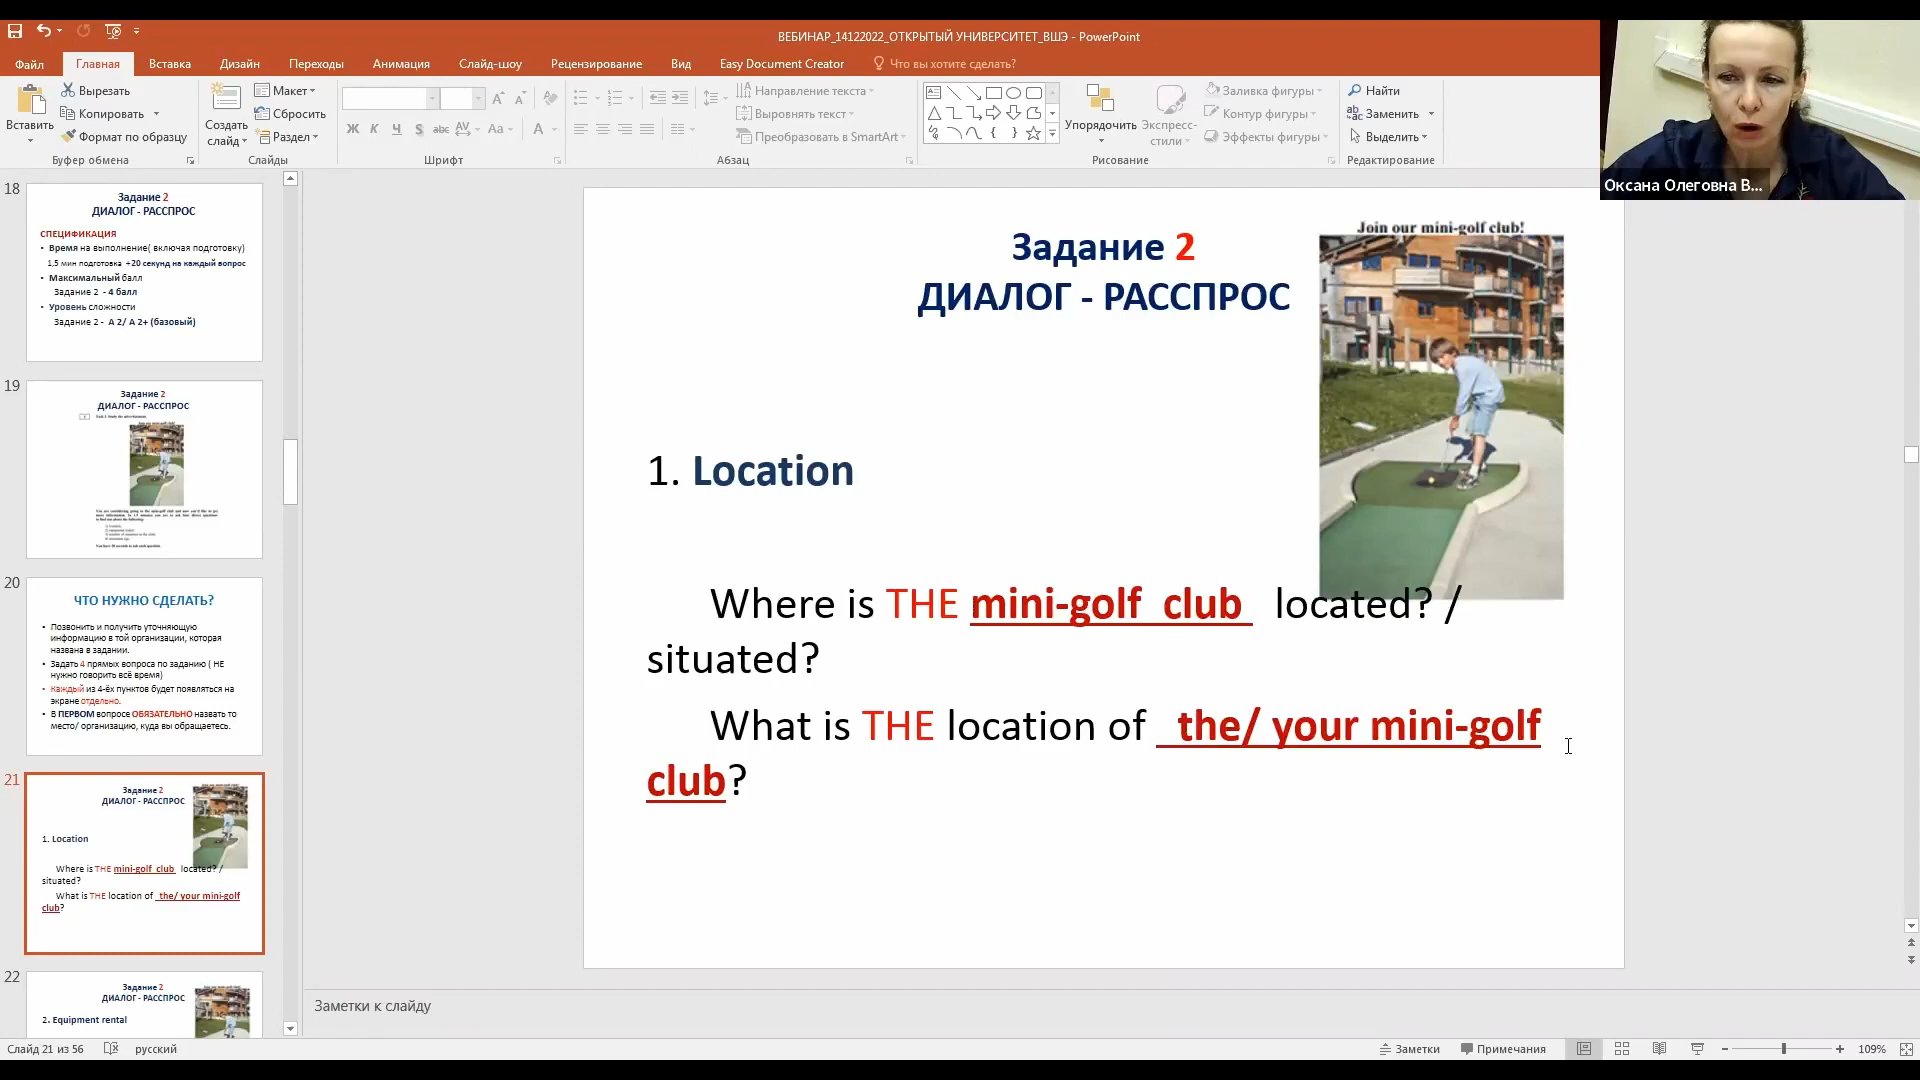 ВЕБИНАР_14122022_ОТКРЫТЫЙ УНИВЕРСИТЕТ_ВШЭ - PowerPoint
Файл Главная Вставка Дизайн Переходы Анимация Слайд-шоу Рецензирование Вид Easy Document Creator Что вы хотите сделать?
Вставить
Вырезать
Копировать
Формат по образцу
Буфер обмена
Создать слайд
Макет
Сбросить
Раздел
Слайды
Ж К Ч S abc AV Aa A
Шрифт
Направление текста
Выровнять текст
Преобразовать в SmartArt
Абзац
Упорядочить
Экспресс-стили
Заливка фигуры
Контур фигуры
Эффекты фигуры
Рисование
Найти
Заменить
Выделить
Редактирование
Оксана Олеговна В...
18
Задание 2
ДИАЛОГ - РАССПРОС
СПЕЦИФИКАЦИЯ
• Время на выполнение( включая подготовку)
1,5 мин подготовка +20 секунд на каждый вопрос
• Максимальный балл
Задание 2 - 4 балл
• Уровень сложности
Задание 2 - А 2/ А 2+ (базовый)
19
Задание 2
ДИАЛОГ - РАССПРОС
20
ЧТО НУЖНО СДЕЛАТЬ?
• Позвонить и получить уточняющую
информацию в той организации, которая
названа в задании.
• Задать 4 прямых вопроса по заданию ( НЕ
нужно говорить всё время)
• Каждый из 4-ёх пунктов будет появляться на
экране отдельно.
• В ПЕРВОМ вопросе ОБЯЗАТЕЛЬНО назвать то
место/ организацию, куда вы обращаетесь.
21
Задание 2
ДИАЛОГ - РАССПРОС
1. Location
Where is THE mini-golf club located? /
situated?
What is THE location of the/ your mini-golf
club?
22
Задание 2
ДИАЛОГ - РАССПРОС
2. Equipment rental
Join our mini-golf club!
Задание 2
ДИАЛОГ - РАССПРОС
1. Location
Where is THE mini-golf club located? /
situated?
What is THE location of the/ your mini-golf
club?
Заметки к слайду
Слайд 21 из 56 русский Заметки Примечания 109%